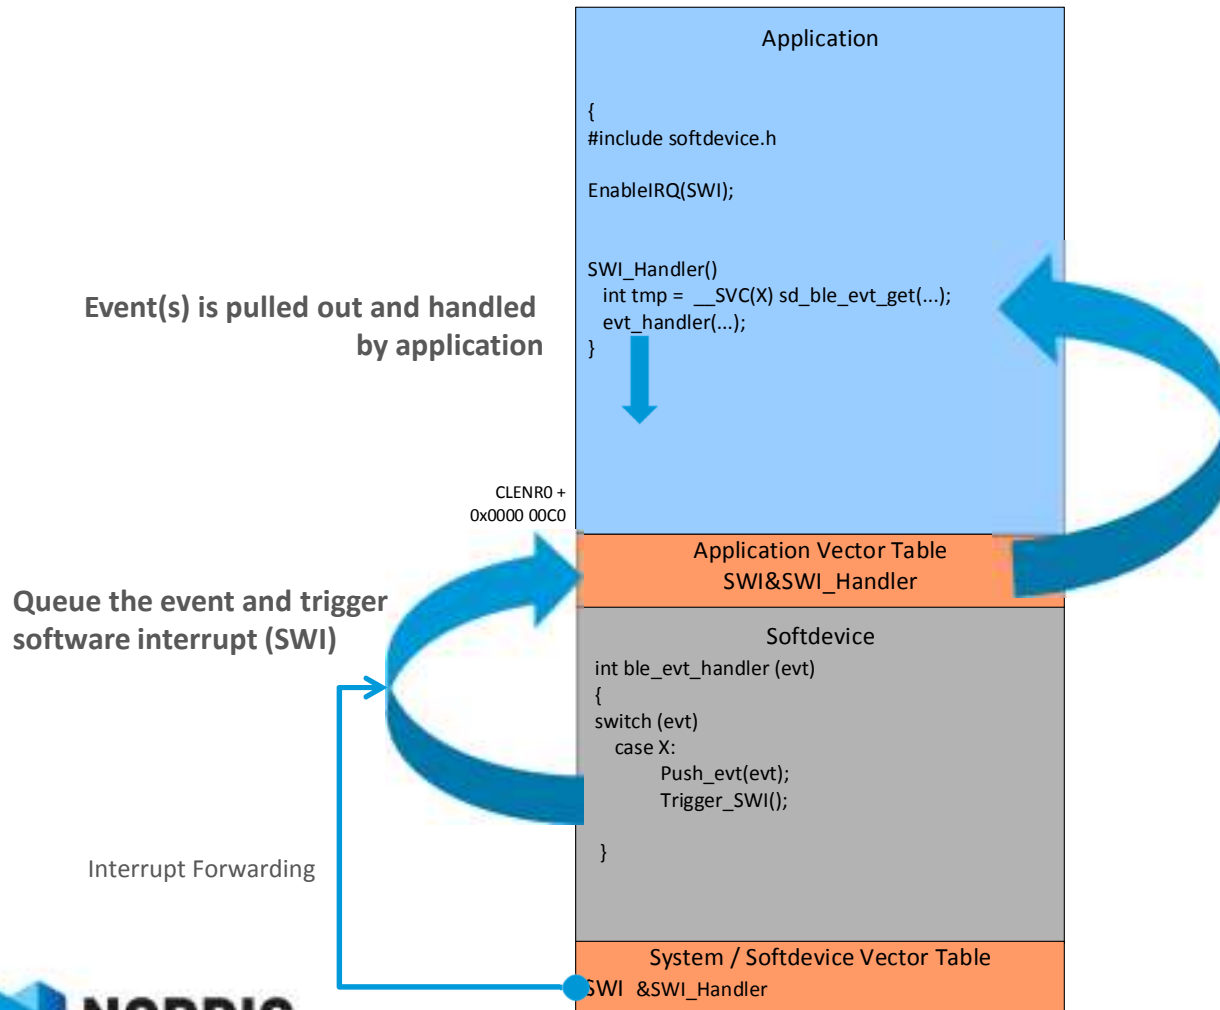 Application
{
#include softdevice.h
EnableIRQ(SWI);
SWI_Handler()
int tmp = __SVC(X) sd_ble_evt_get(...);
evt_handler(...);
}
Event(s) is pulled out and handled
by application
CLENR0 +
0x0000 00C0
Application Vector Table
SWI&SWI_Handler
Queue the event and trigger
software interrupt (SWI)
Softdevice
int ble_evt_handler (evt)
{
switch (evt)
case X:
Push_evt(evt);
Trigger_SWI();
}
Interrupt Forwarding
System / Softdevice Vector Table
SWI &SWI_Handler